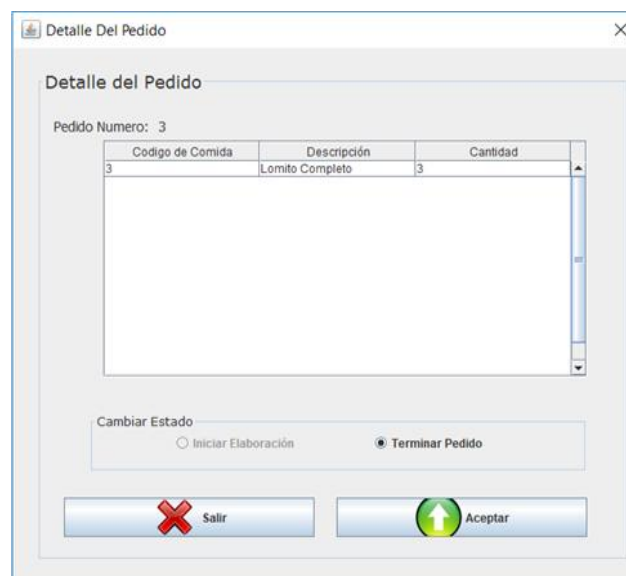 Detalle Del Pedido
Detalle del Pedido
Pedido Numero: 3
Codigo de Comida Descripción Cantidad
3 Lomito Completo 3
Cambiar Estado
Iniciar Elaboración Terminar Pedido
Salir Aceptar